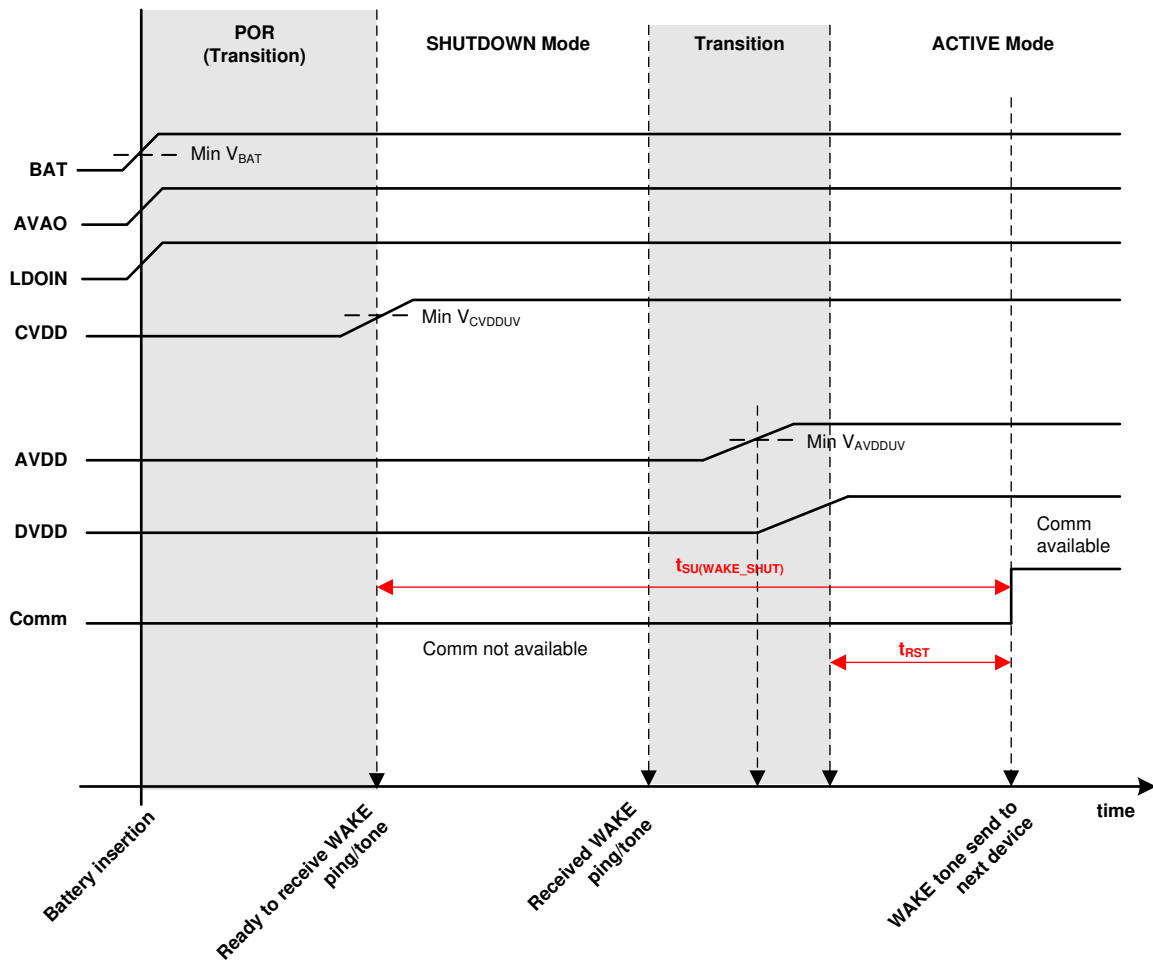 POR
(Transition)
SHUTDOWN Mode
Transition
ACTIVE Mode
BAT
Min VBAT
AVAO
LDOIN
CVDD
Min VCVDDUV
AVDD
Min VAVDDUV
DVDD
Comm
available
tSU(WAKE_SHUT)
Comm
Comm not available
tRST
time
Battery insertion
Ready to receive WAKE
ping/tone
Received WAKE
ping/tone
WAKE tone send to
next device